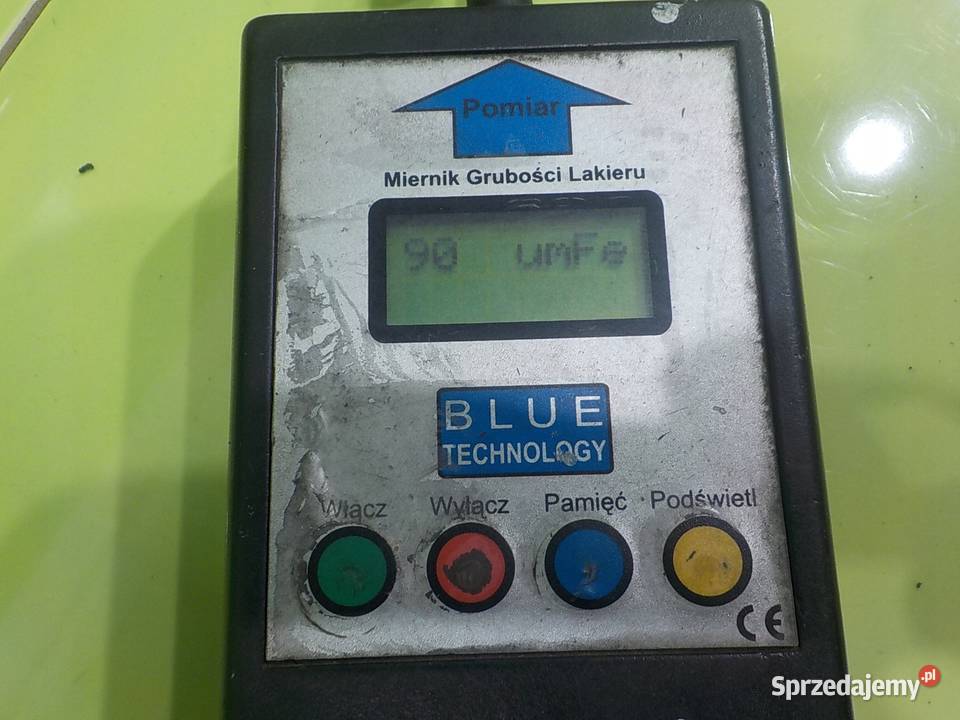 Pomiar
Miernik Grubości Lakieru
90 umFe
BLUE
TECHNOLOGY
Włącz Wyłącz Pamięć Podświetl
CE
Sprzedajemy.pl